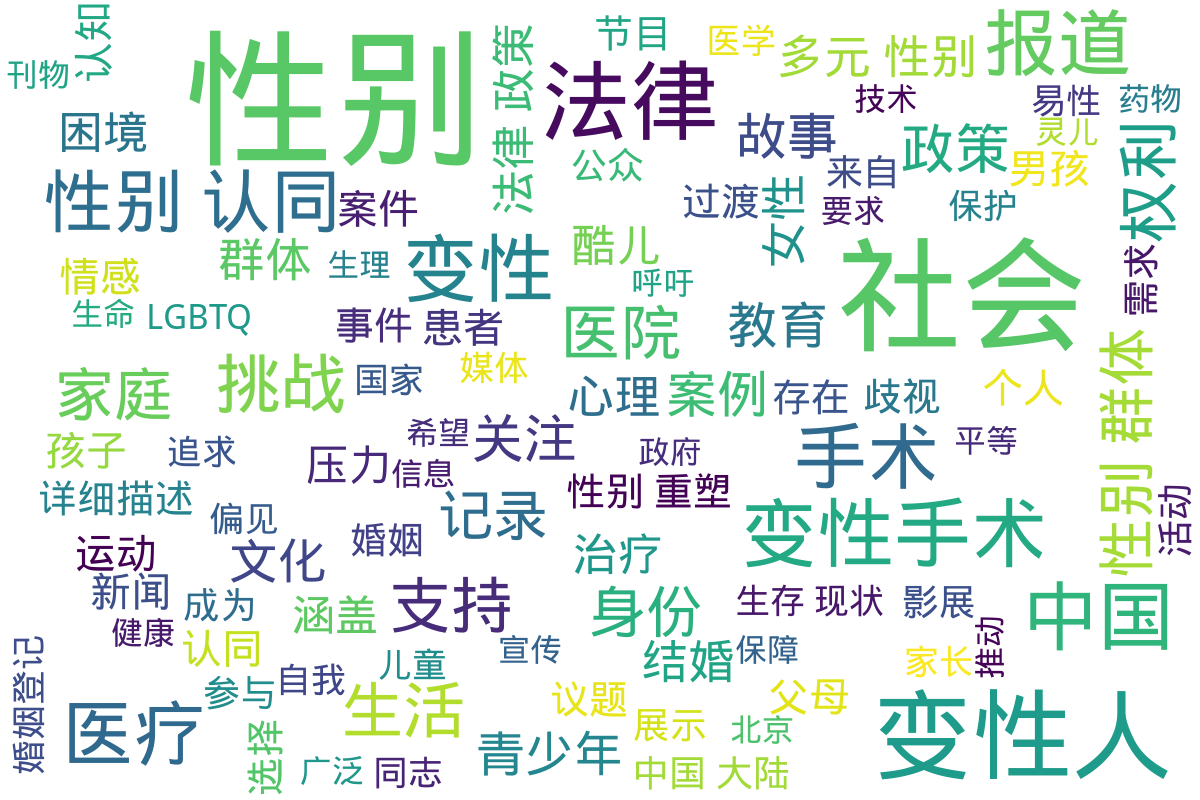 性别
法律
报道
认知
刊物
法律 政策
节目
医学
多元 性别
技术
易性
药物
困境
故事
政策
灵儿
男孩
权利
公众
来自
性别 认同
案件
过渡
女性
要求
保护
群体
生理
变性
酷儿
社会
需求
情感
呼吁
生命
LGBTQ
事件
患者
医院
教育
性别 群体
家庭
挑战
国家
媒体
心理
案例
存在
歧视
个人
孩子
追求
希望
关注
政府
手术
平等
压力
信息
详细描述
性别 重塑
活动
偏见
记录
变性手术
运动
文化
婚姻
治疗
新闻
成为
支持
身份
生存 现状
影展
中国
涵盖
健康
认同
推动
婚姻登记
宣传
结婚
保障
家长
参与
自我
儿童
医疗
生活
议题
父母
变性人
选择
展示
北京
青少年
广泛
同志
中国 大陆